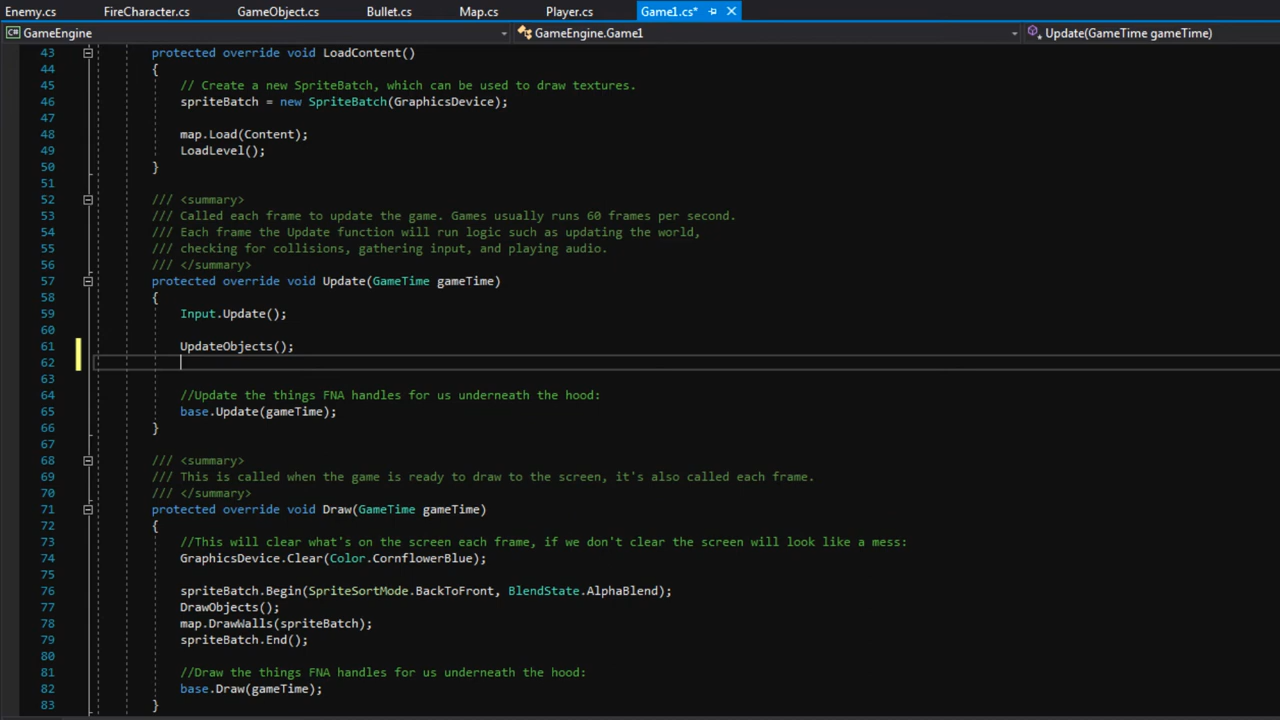 Enemy.cs FireCharacter.cs GameObject.cs Bullet.cs Map.cs Player.cs Game1.cs*
GameEngine GameEngine.Game1 Update(GameTime gameTime)
43 protected override void LoadContent()
44 {
45 // Create a new SpriteBatch, which can be used to draw textures.
46 spriteBatch = new SpriteBatch(GraphicsDevice);
47
48 map.Load(Content);
49 LoadLevel();
50 }
51
52 /// <summary>
53 /// Called each frame to update the game. Games usually runs 60 frames per second.
54 /// Each frame the Update function will run logic such as updating the world,
55 /// checking for collisions, gathering input, and playing audio.
56 /// </summary>
57 protected override void Update(GameTime gameTime)
58 {
59 Input.Update();
60
61 UpdateObjects();
62
63
64 //Update the things FNA handles for us underneath the hood:
65 base.Update(gameTime);
66 }
67
68 /// <summary>
69 /// This is called when the game is ready to draw to the screen, it's also called each frame.
70 /// </summary>
71 protected override void Draw(GameTime gameTime)
72 {
73 //This will clear what's on the screen each frame, if we don't clear the screen will look like a mess:
74 GraphicsDevice.Clear(Color.CornflowerBlue);
75
76 spriteBatch.Begin(SpriteSortMode.BackToFront, BlendState.AlphaBlend);
77 DrawObjects();
78 map.DrawWalls(spriteBatch);
79 spriteBatch.End();
80
81 //Draw the things FNA handles for us underneath the hood:
82 base.Draw(gameTime);
83 }